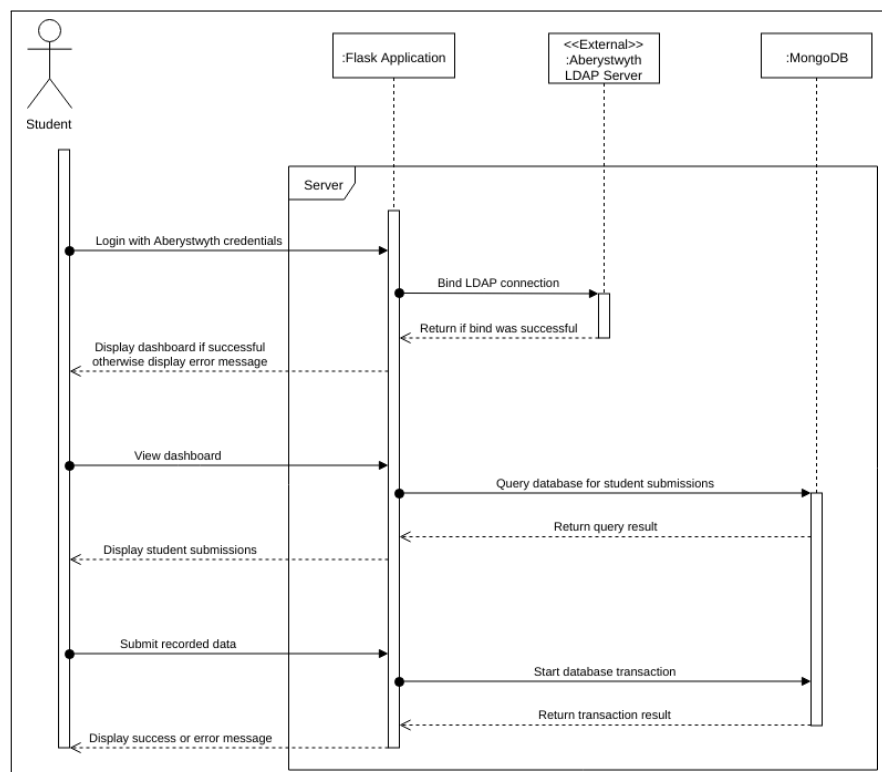 Student
:Flask Application
<<External>>
:Aberystwyth
LDAP Server
:MongoDB
Server
Login with Aberystwyth credentials
Bind LDAP connection
Return if bind was successful
Display dashboard if successful
otherwise display error message
View dashboard
Query database for student submissions
Return query result
Display student submissions
Submit recorded data
Start database transaction
Return transaction result
Display success or error message